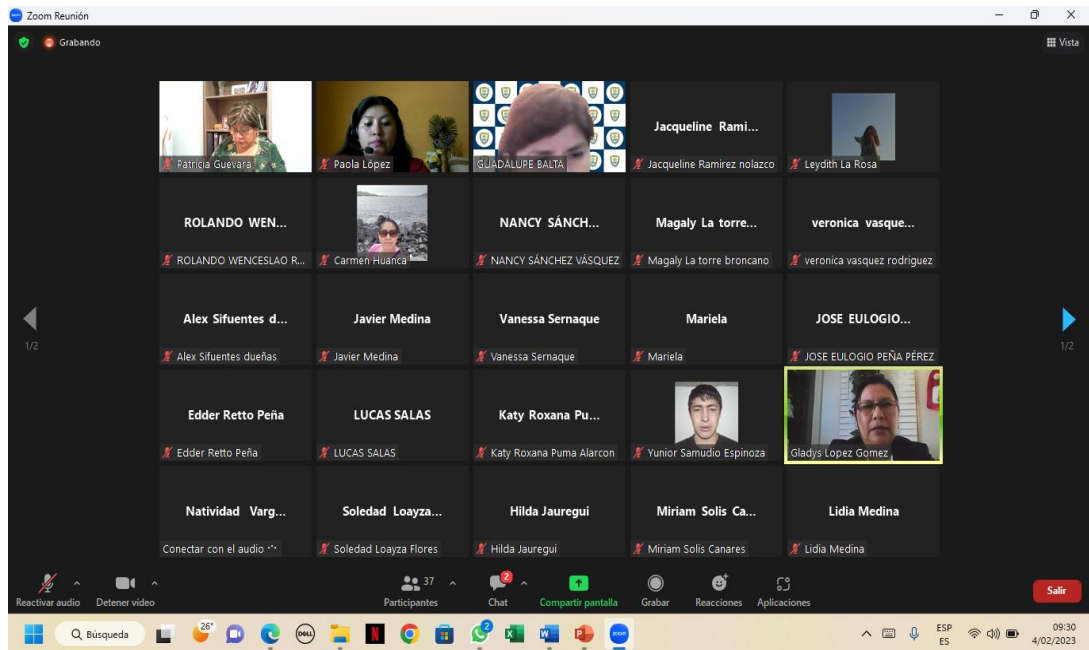 Zoom Reunión
Grabando
Vista
Patricia Guevara
Paola López
GUADALUPE BALTA
Jacqueline Rami...
Jacqueline Ramirez nolazco
Leydith La Rosa
ROLANDO WEN...
ROLANDO WENCESLAO R...
Carmen Huanca
NANCY SÁNCH...
NANCY SÁNCHEZ VÁSQUEZ
Magaly La torre...
Magaly La torre broncano
veronica vasque...
veronica vasquez rodriguez
1/2
1/2
Alex Sifuentes d...
Alex Sifuentes dueñas
Javier Medina
Javier Medina
Vanessa Sernaque
Vanessa Sernaque
Mariela
Mariela
JOSE EULOGIO...
JOSE EULOGIO PEÑA PÉREZ
Edder Retto Peña
Edder Retto Peña
LUCAS SALAS
LUCAS SALAS
Katy Roxana Pu...
Katy Roxana Puma Alarcon
Yunior Samudio Espinoza
Gladys Lopez Gomez
Natividad Varg...
Conectar con el audio
Soledad Loayza...
Soledad Loayza Flores
Hilda Jauregui
Hilda Jauregui
Miriam Solis Ca...
Miriam Solis Canares
Lidia Medina
Lidia Medina
Reactivar audio
Detener video
37
Participantes
2
Chat
Compartir pantalla
Grabar
Reacciones
Aplicaciones
Salir
Búsqueda
26°
DELL
N
2
zoom
ESP
ES
09:30
4/02/2023